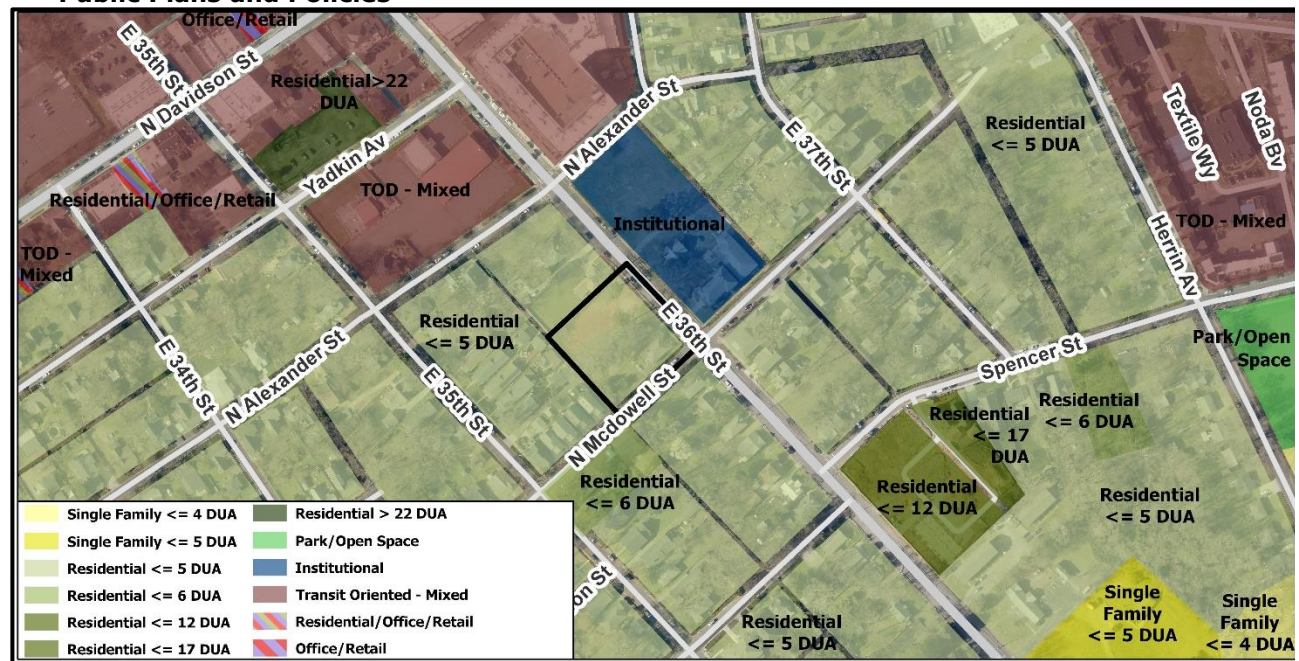 Public Plans and Policies
Office/Retail
E 35th St
N Davidson St
Residential>22
DUA
Yadkin Av
N Alexander St
E 37th St
Residential
<= 5 DUA
Textile Wy
Noda Bv
Residential/Office/Retail
TOD - Mixed
Institutional
TOD - Mixed
Herrin Av
TOD -
Mixed
E 34th St
N Alexander St
Residential
<= 5 DUA
E 36th St
E 35th St
N Mcdowell St
Spencer St
Park/Open
Space
Residential
<= 6 DUA
Residential
<= 17
DUA
Residential
<= 6 DUA
Residential
<= 12 DUA
Residential
<= 5 DUA
on St
Residential
<= 5 DUA
Single
Family
<= 5 DUA
Single
Family
<= 4 DUA
Single Family <= 4 DUA
Single Family <= 5 DUA
Residential <= 5 DUA
Residential <= 6 DUA
Residential <= 12 DUA
Residential <= 17 DUA
Residential > 22 DUA
Park/Open Space
Institutional
Transit Oriented - Mixed
Residential/Office/Retail
Office/Retail